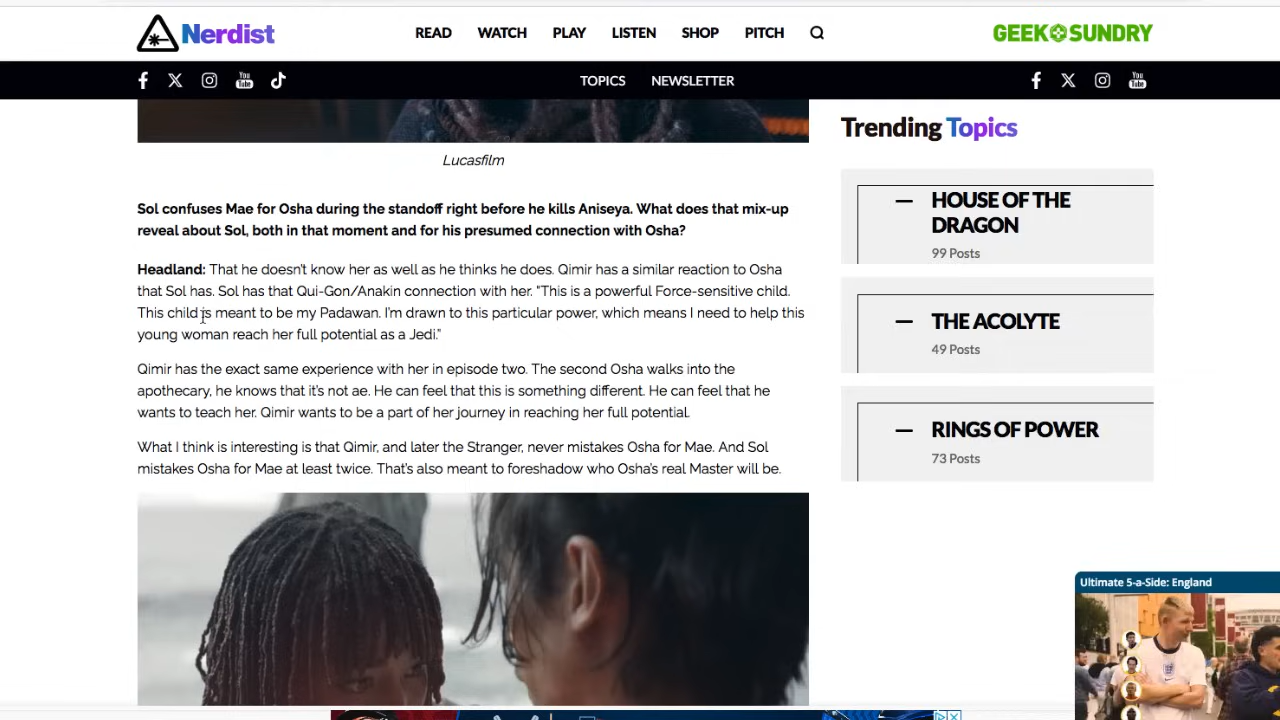 Nerdist
READ WATCH PLAY LISTEN SHOP PITCH
GEEK SUNDRY
You Tube
TOPICS NEWSLETTER
You Tube
Lucasfilm
Sol confuses Mae for Osha during the standoff right before he kills Aniseya. What does that mix-up
reveal about Sol, both in that moment and for his presumed connection with Osha?
Headland: That he doesn't know her as well as he thinks he does. Qimir has a similar reaction to Osha
that Sol has. Sol has that Qui-Gon/Anakin connection with her. "This is a powerful Force-sensitive child.
This child is meant to be my Padawan. I'm drawn to this particular power, which means I need to help this
young woman reach her full potential as a Jedi."
Qimir has the exact same experience with her in episode two. The second Osha walks into the
apothecary, he knows that it's not ae. He can feel that this is something different. He can feel that he
wants to teach her. Qimir wants to be a part of her journey in reaching her full potential.
What I think is interesting is that Qimir, and later the Stranger, never mistakes Osha for Mae. And Sol
mistakes Osha for Mae at least twice. That's also meant to foreshadow who Osha's real Master will be.
Trending Topics
HOUSE OF THE
DRAGON
99 Posts
THE ACOLYTE
49 Posts
RINGS OF POWER
73 Posts
Ultimate 5-a-Side: England